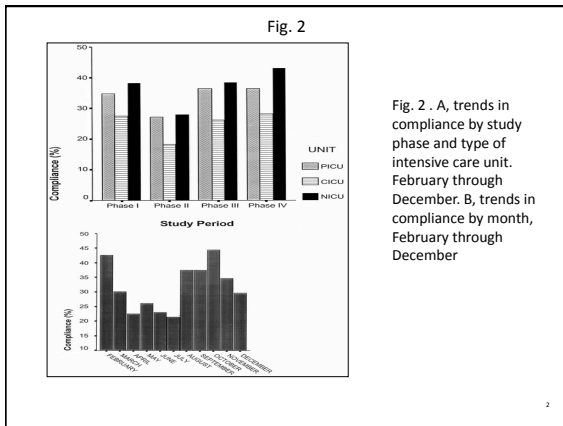 Fig. 2
50
40
30
20
10
0
Compliance (%)
Phase I Phase II Phase III Phase IV
Study Period
UNIT
PICU
CICU
NICU
50
45
40
35
30
25
20
15
10
Compliance (%)
FEBRUARY
MARCH
APRIL
MAY
JUNE
JULY
AUGUST
SEPTEMBER
OCTOBER
NOVEMBER
DECEMBER
Fig. 2 . A, trends in
compliance by study
phase and type of
intensive care unit.
February through
December. B, trends in
compliance by month,
February through
December
2